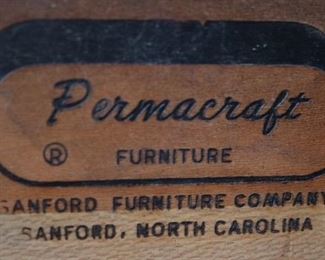 Permacraft
® FURNITURE
SANFORD FURNITURE COMPANY
SANFORD, NORTH CAROLINA